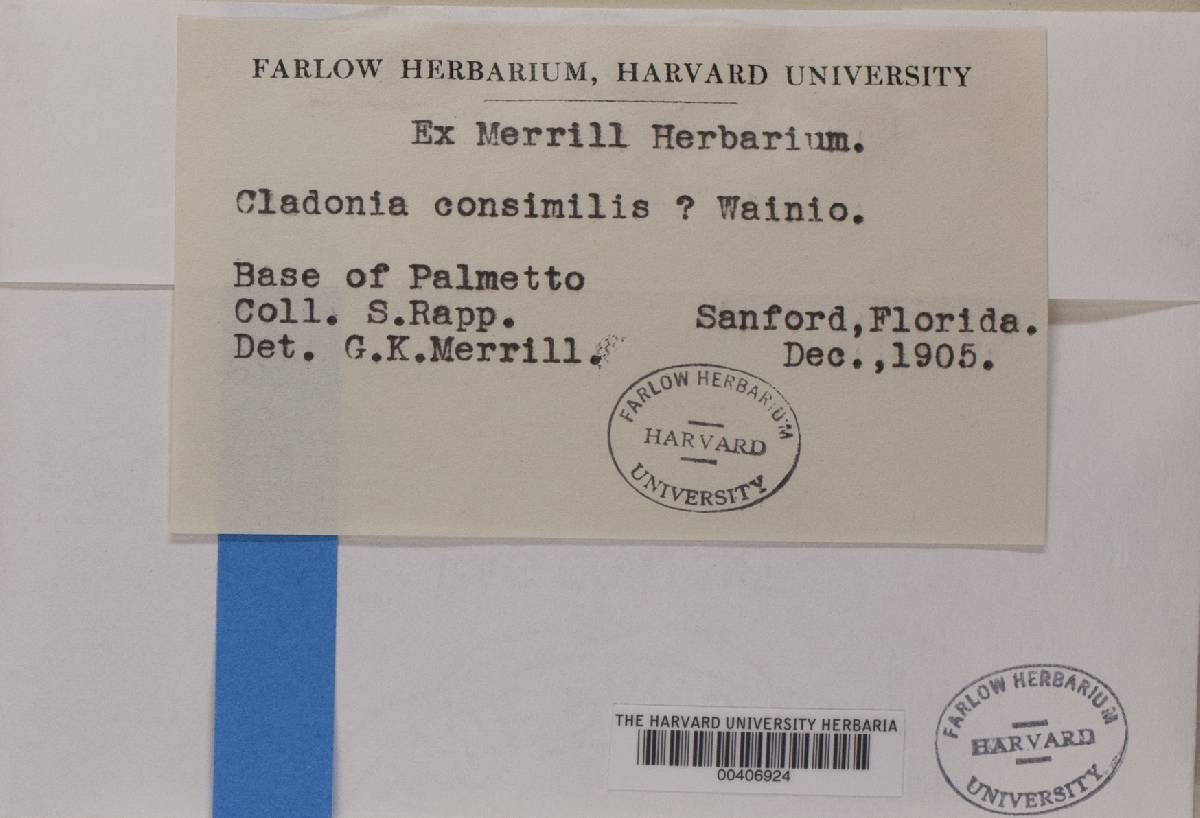 FARLOW HERBARIUM, HARVARD UNIVERSITY
Ex Merrill Herbarium.
Cladonia consimilis ? Wainio.
Base of Palmetto
Coll. S.Rapp. Sanford,Florida.
Det. G.K.Merrill. Dec.,1905.
FARLOW HERBARIUM
HARVARD
UNIVERSITY
THE HARVARD UNIVERSITY HERBARIA
00406924
FARLOW HERBARIUM
HARVARD
UNIVERSITY